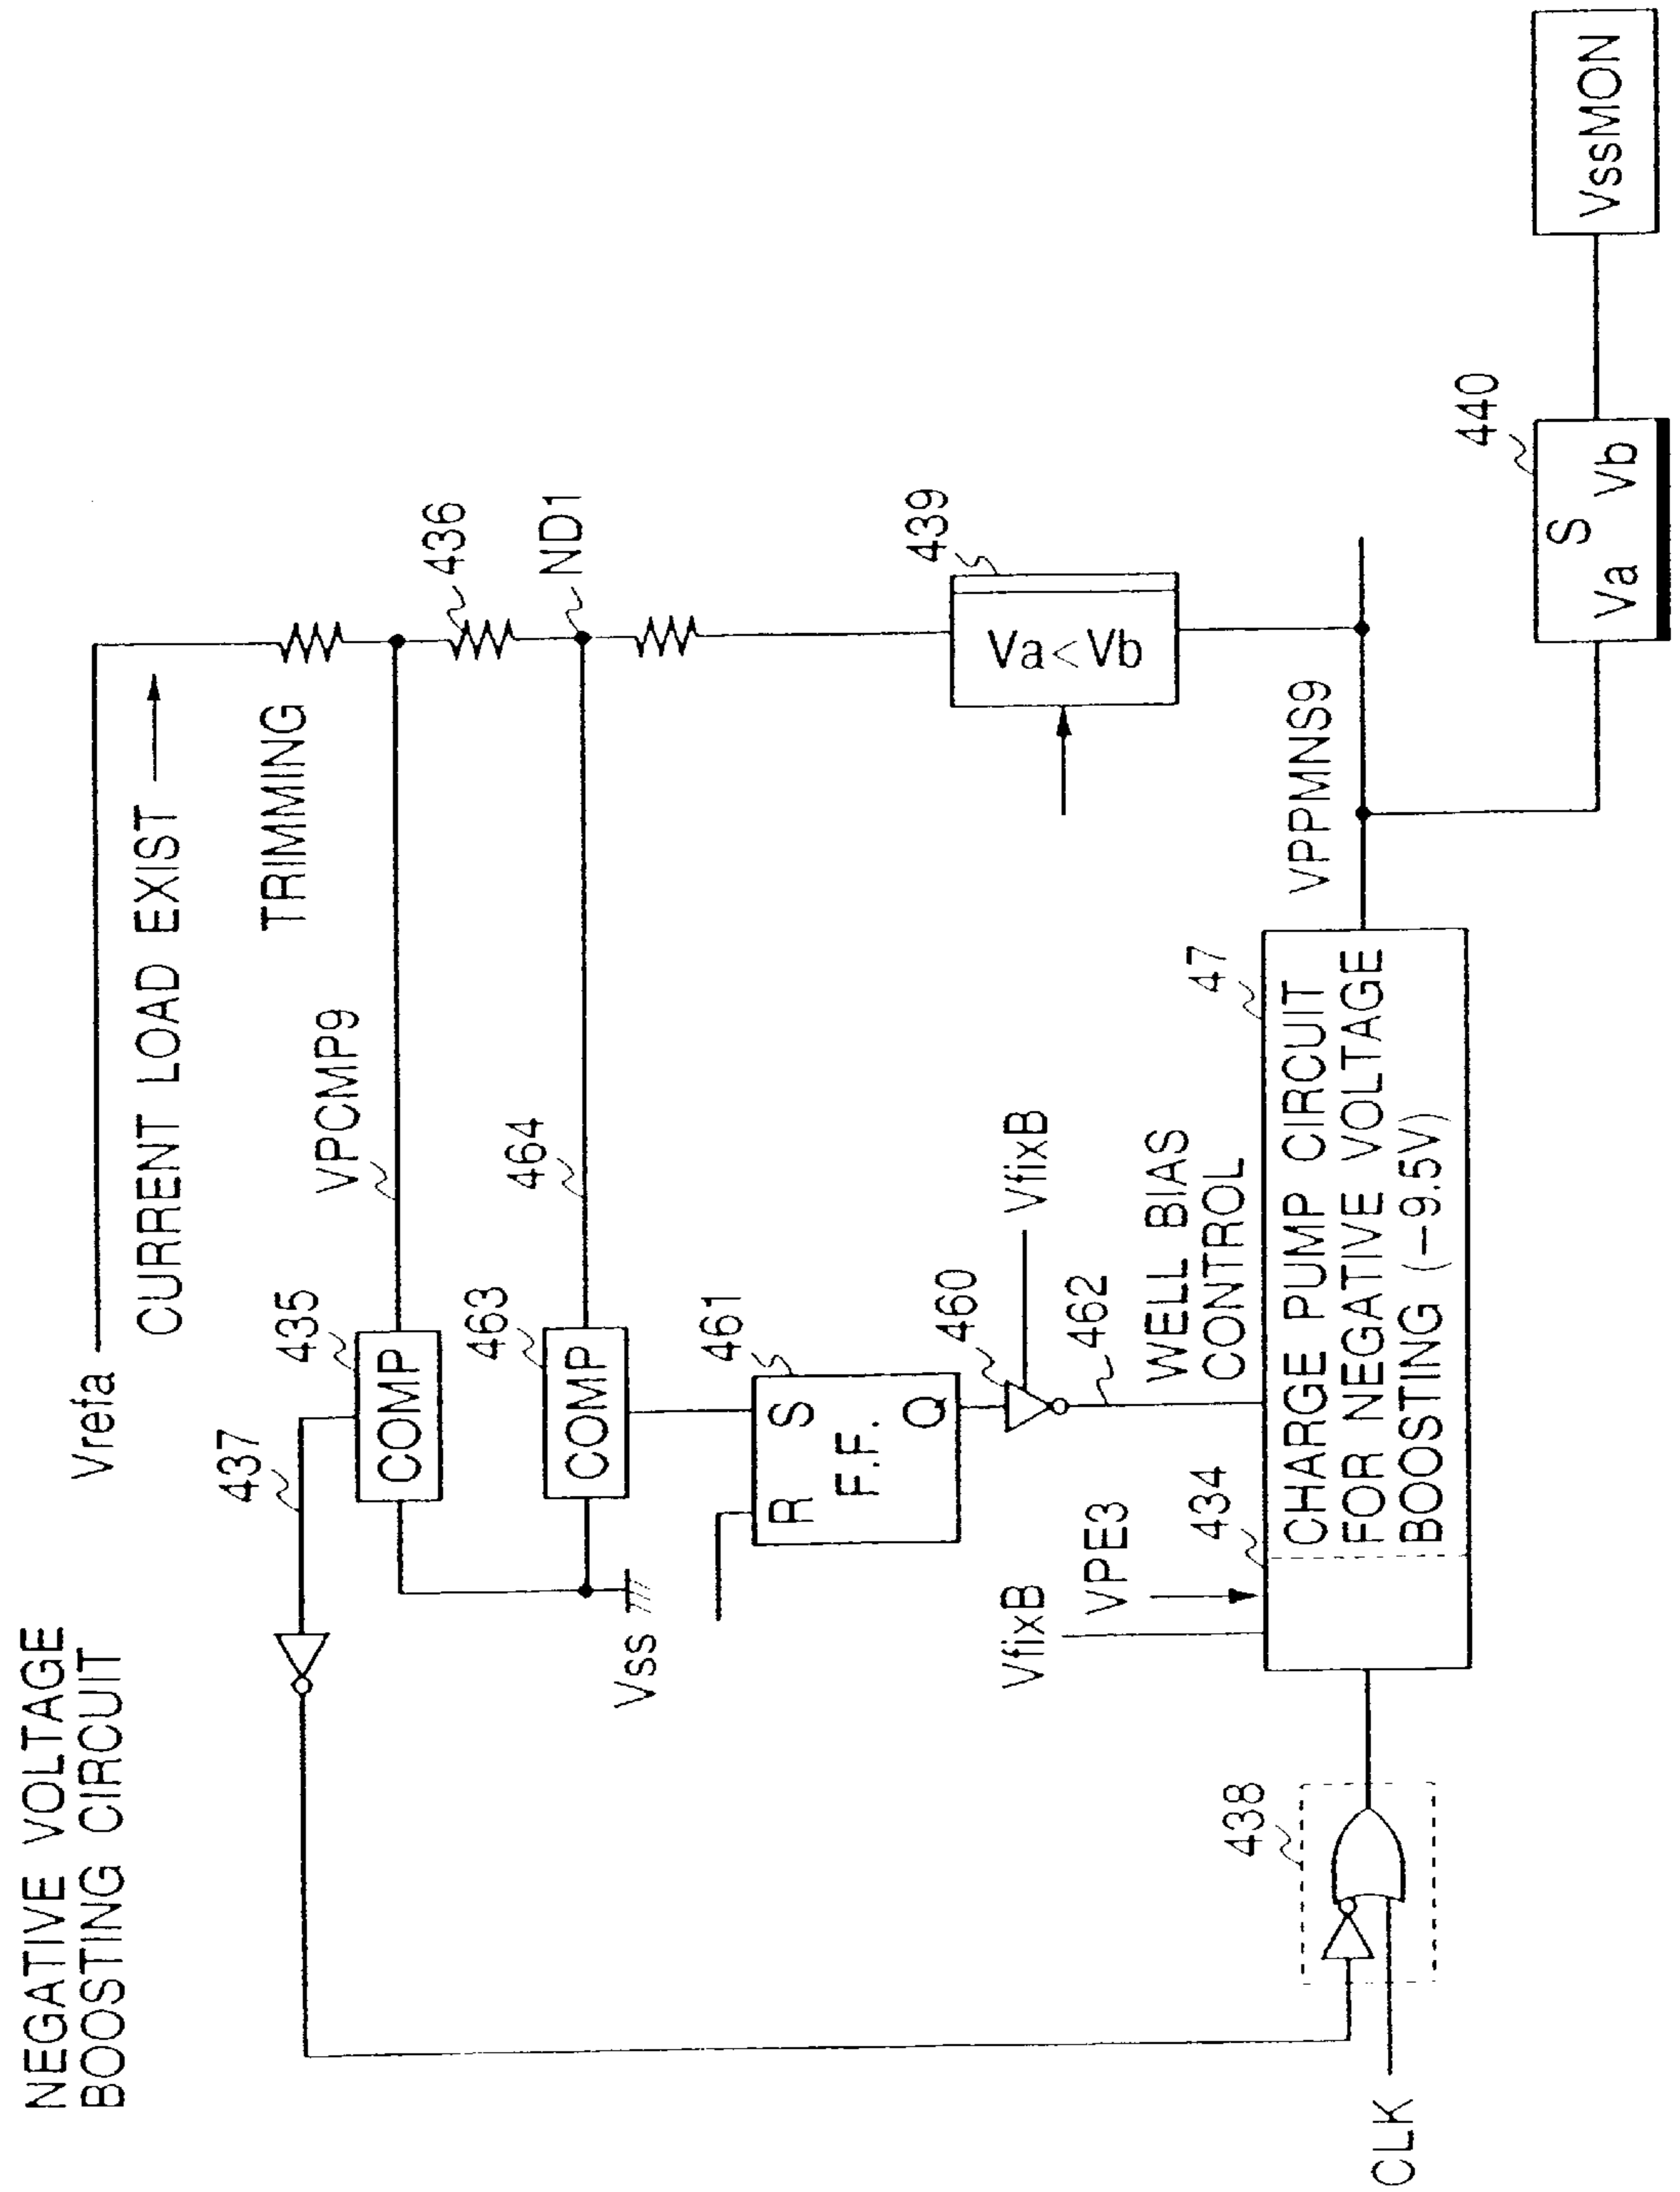 NEGATIVE VOLTAGE
BOOSTING CIRCUIT
Vrefa
CURRENT LOAD EXIST
TRIMMING
437
435
VPCMP9
436
COMP
463
464
ND1
COMP
Vss
461
R S
F.F.
Q
460
VfixB
462
439
Va<Vb
WELL BIAS
CONTROL
VfixB
VPE3
434
47
VPPMNS9
CHARGE PUMP CIRCUIT
FOR NEGATIVE VOLTAGE
BOOSTING (−9.5V)
438
CLK
440
S
Va Vb
VssMON